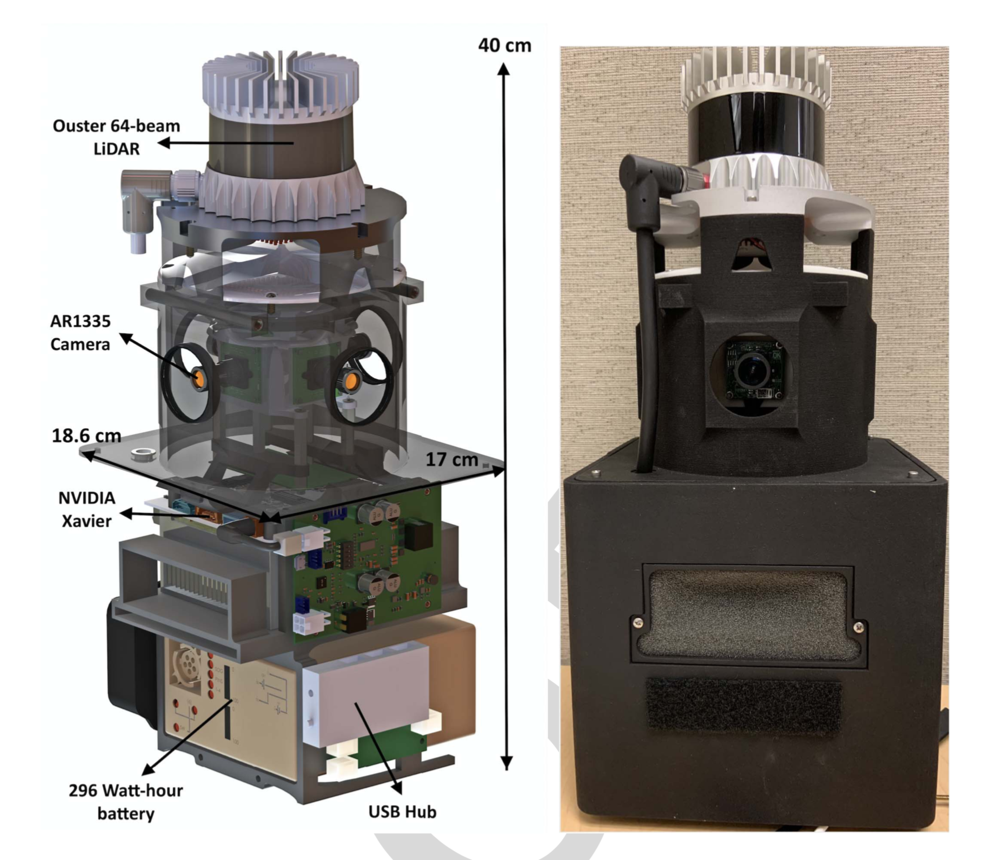 40 cm
Ouster 64-beam
LiDAR
AR1335
Camera
18.6 cm
17 cm
NVIDIA
Xavier
296 Watt-hour
battery
USB Hub